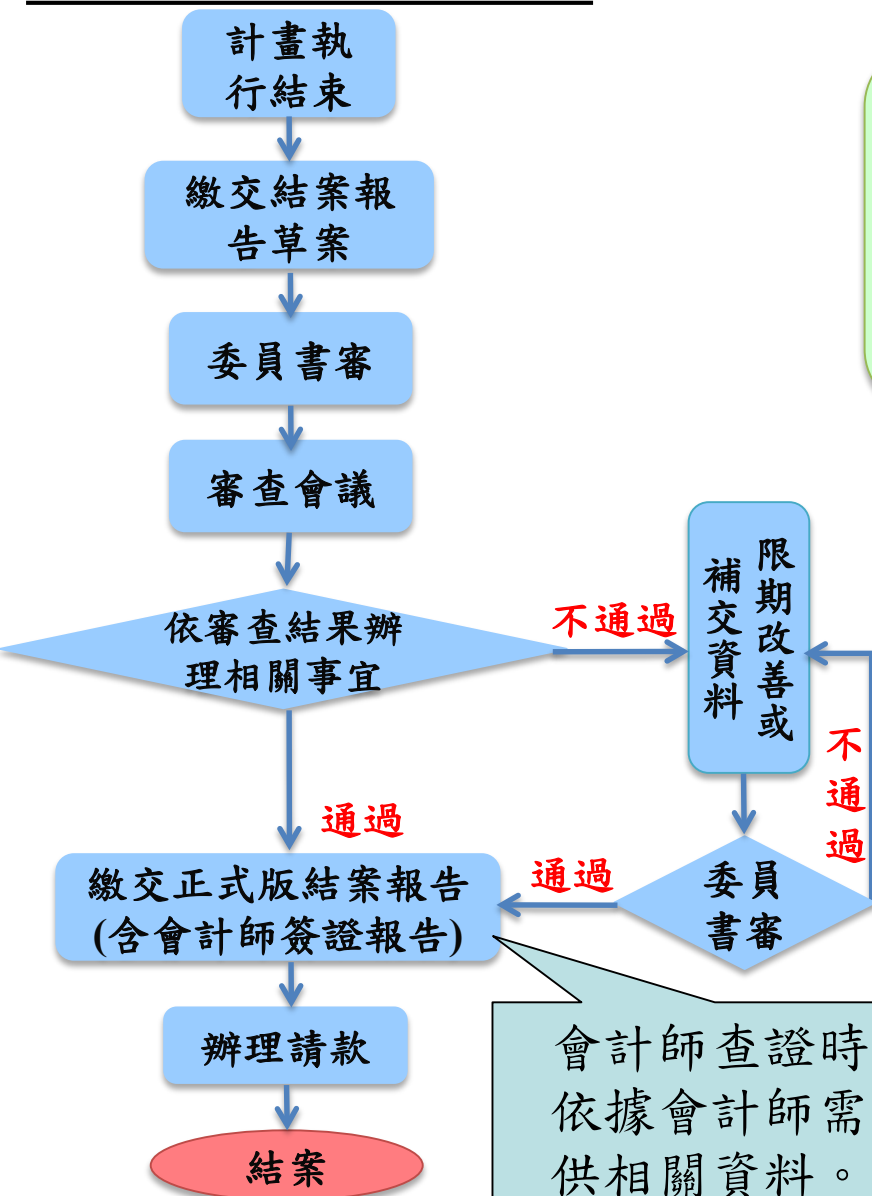 計畫執
行結束
繳交結案報
告草案
委員書審
審查會議
依審查結果辦
理相關事宜
不通過
限期改善或
補交資料
不通過
通過
通過
委員
書審
繳交正式版結案報告
(含會計師簽證報告)
辦理請款
結案
會計師查證時
依據會計師需
供相關資料。